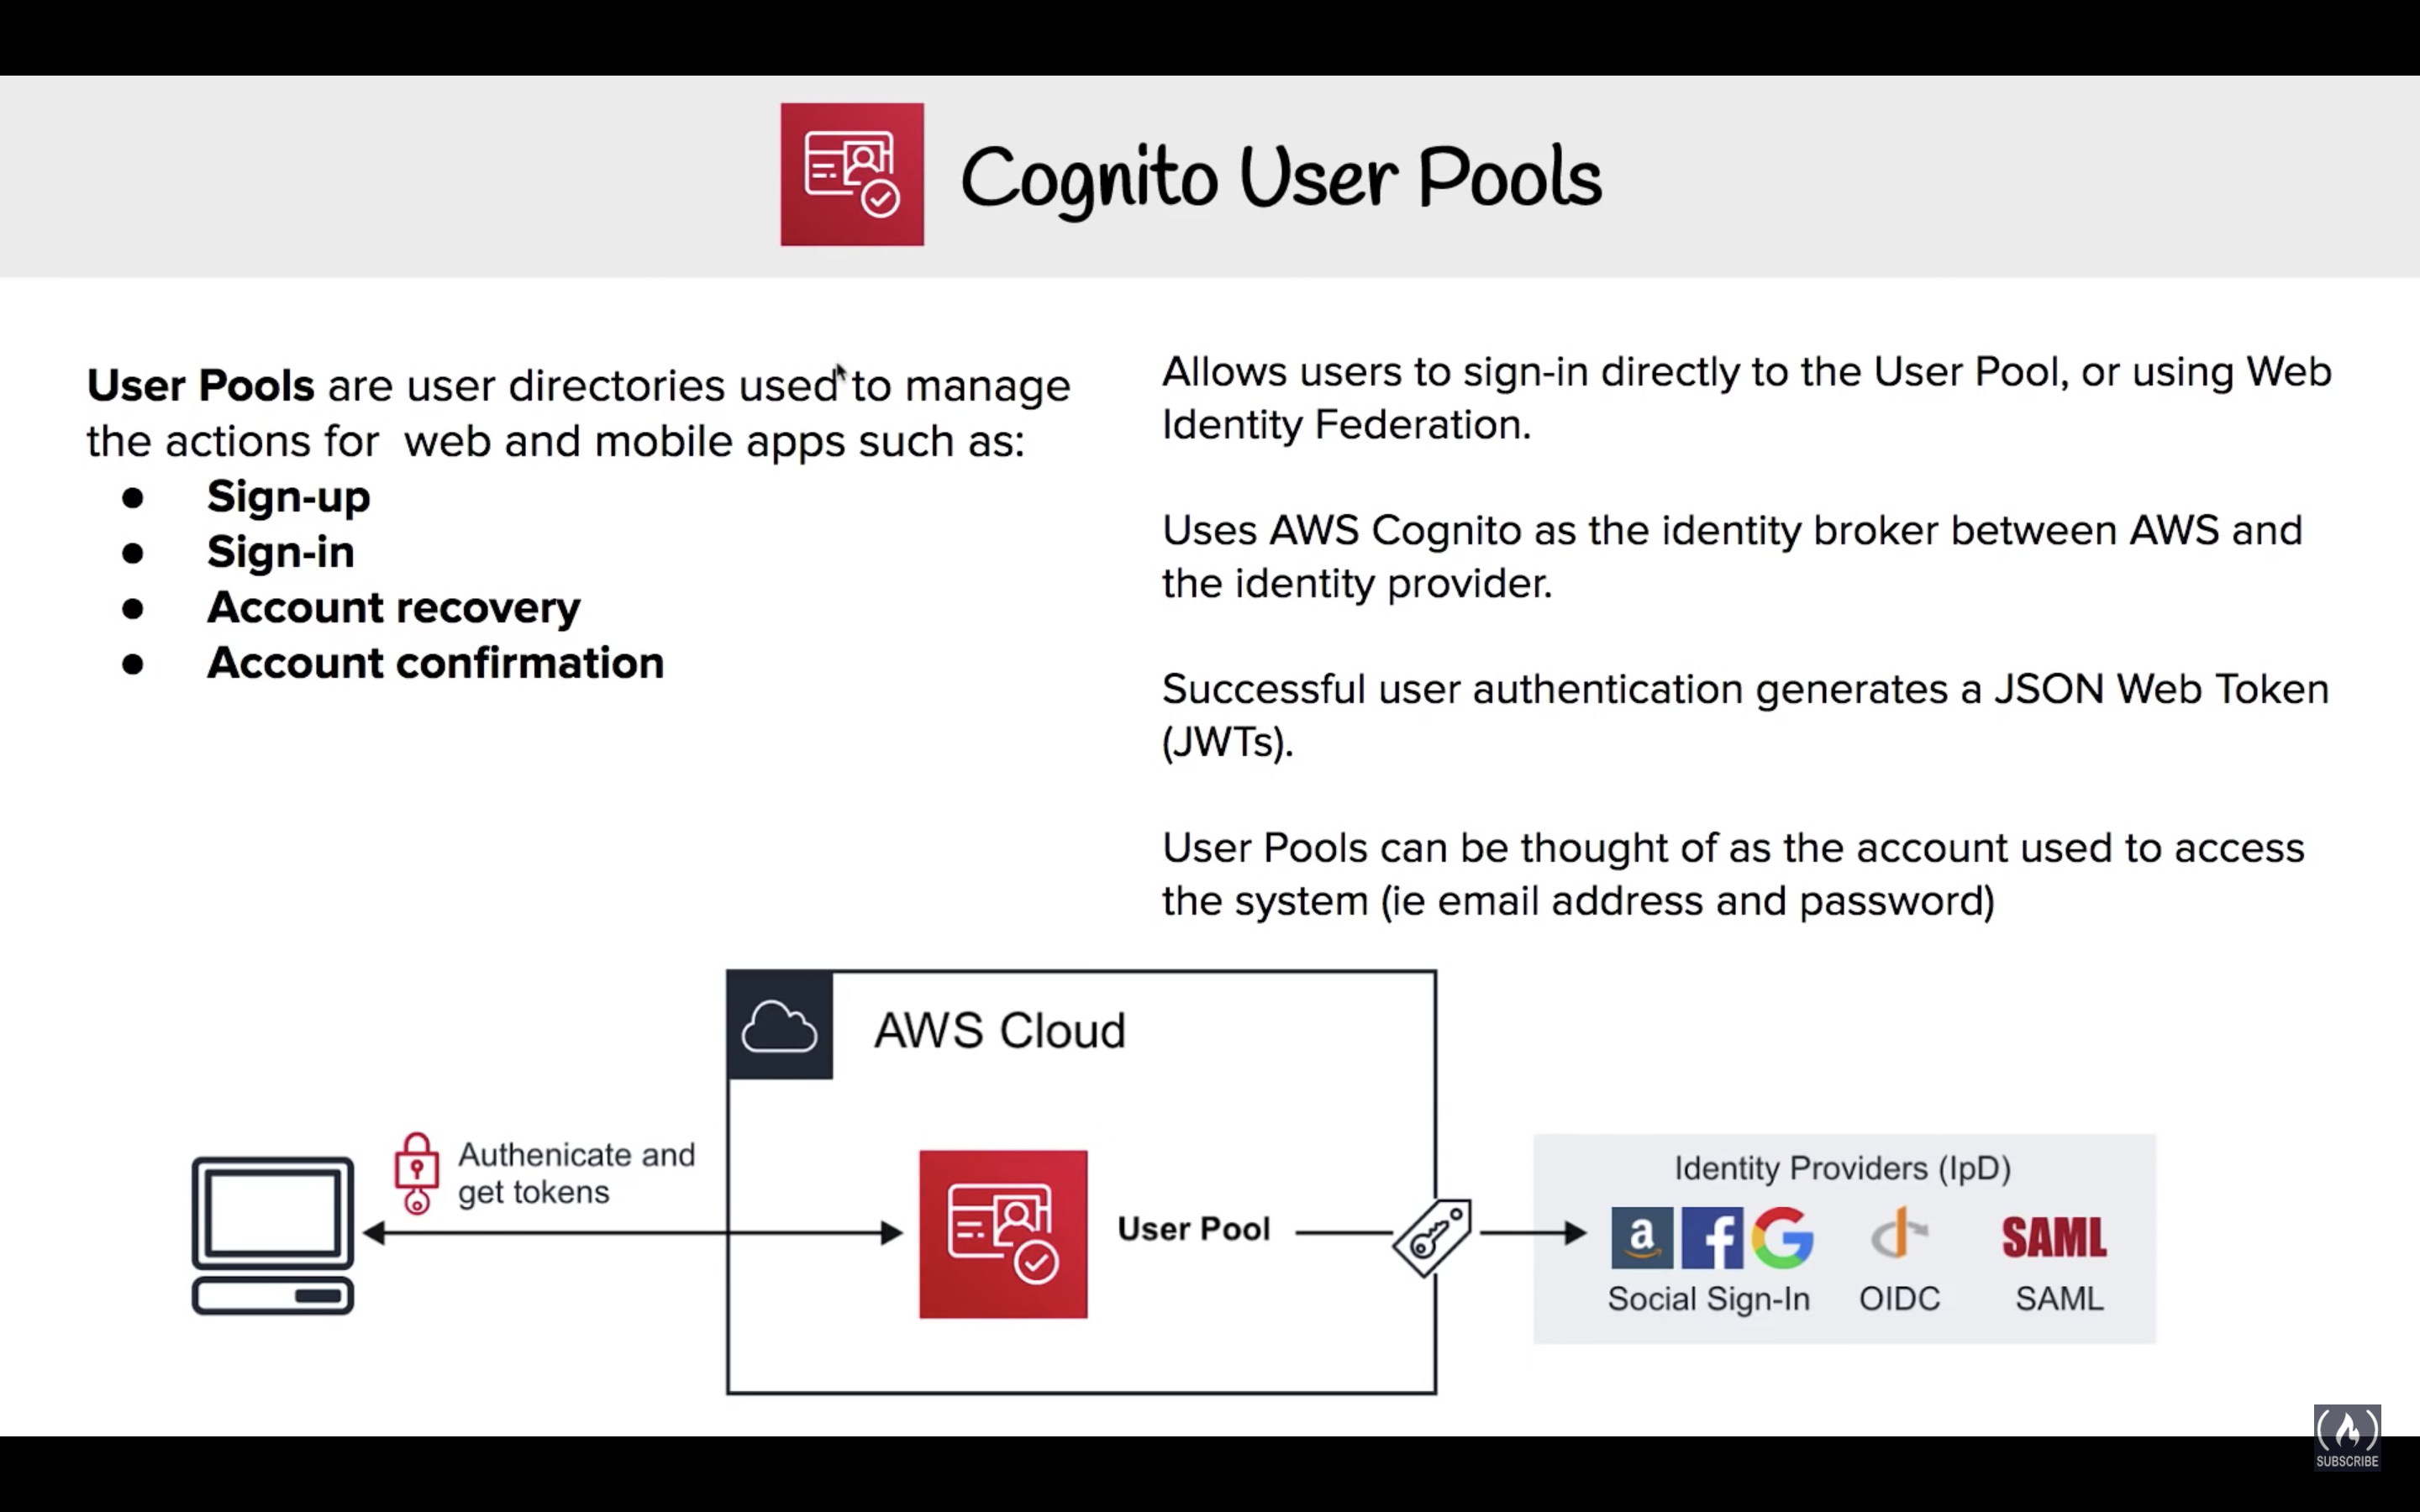 Cognito User Pools
User Pools are user directories used to manage
the actions for web and mobile apps such as:
● Sign-up
● Sign-in
● Account recovery
● Account confirmation
Allows users to sign-in directly to the User Pool, or using Web
Identity Federation.
Uses AWS Cognito as the identity broker between AWS and
the identity provider.
Successful user authentication generates a JSON Web Token
(JWTs).
User Pools can be thought of as the account used to access
the system (ie email address and password)
AWS Cloud
Authenicate and
get tokens
User Pool
Identity Providers (IpD)
a f G SAML
Social Sign-In OIDC SAML
SUBSCRIBE